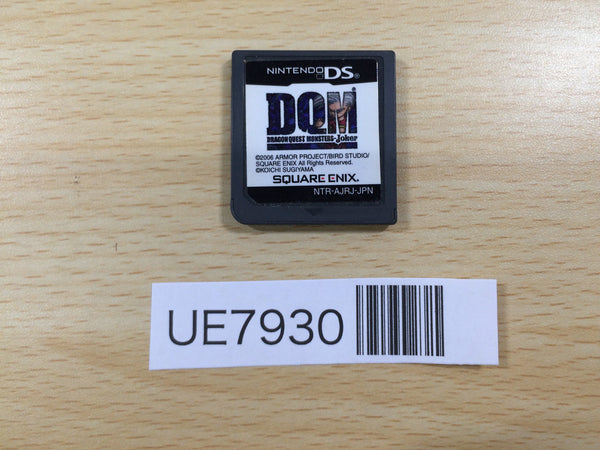 NINTENDO DS®
DQM
DRAGON QUEST MONSTERS Joker
©2006 ARMOR PROJECT/BIRD STUDIO/
SQUARE ENIX All Rights Reserved.
©KOICHI SUGIYAMA
SQUARE ENIX.
NTR-AJRJ-JPN
UE7930